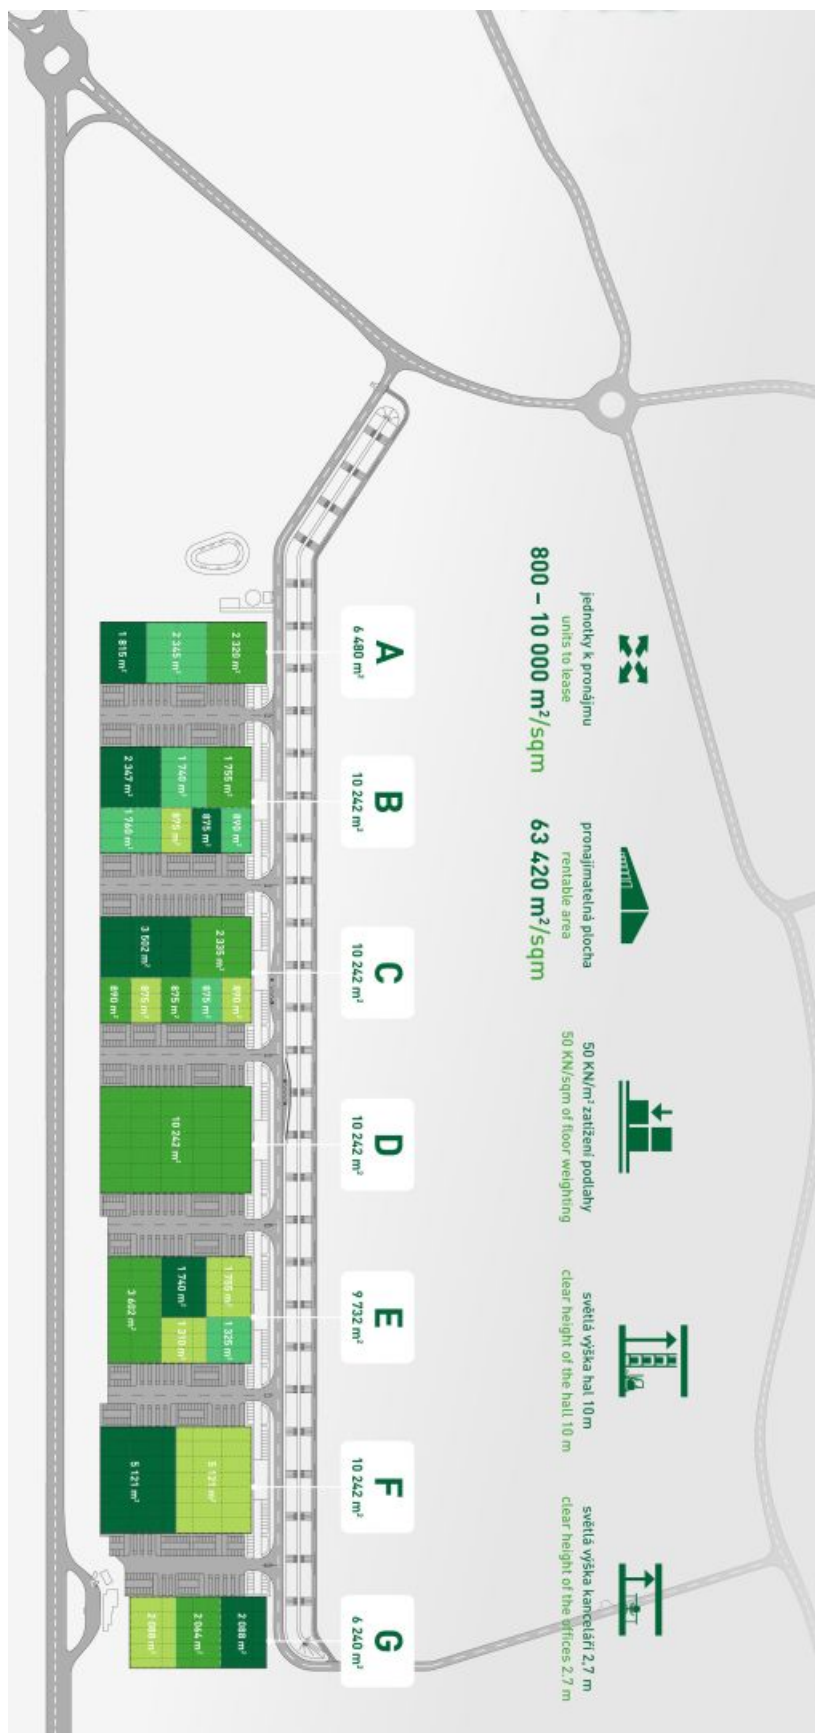 jednotky k pronájmu
units to lease
800 – 10 000 m²/sqm
pronajímatelná plocha
rentable area
63 420 m²/sqm
50 KN/m² zatížení podlahy
50 KN/sqm of floor weighting
světlá výška hal 10 m
clear height of the hall 10 m
světlá výška kanceláří 2,7 m
clear height of the offices 2.7 m
A
6 480 m²
B
10 242 m²
C
10 242 m²
D
10 242 m²
E
9 732 m²
F
10 242 m²
G
6 240 m²
2 320 m²
2 345 m²
1 815 m²
1 755 m²
890 m²
1 740 m²
875 m²
875 m²
2 347 m²
1 760 m²
2 335 m²
890 m²
875 m²
3 502 m²
875 m²
875 m²
890 m²
10 242 m²
1 755 m²
1 325 m²
1 740 m²
1 310 m²
3 602 m²
5 121 m²
5 121 m²
2 088 m²
2 064 m²
2 088 m²